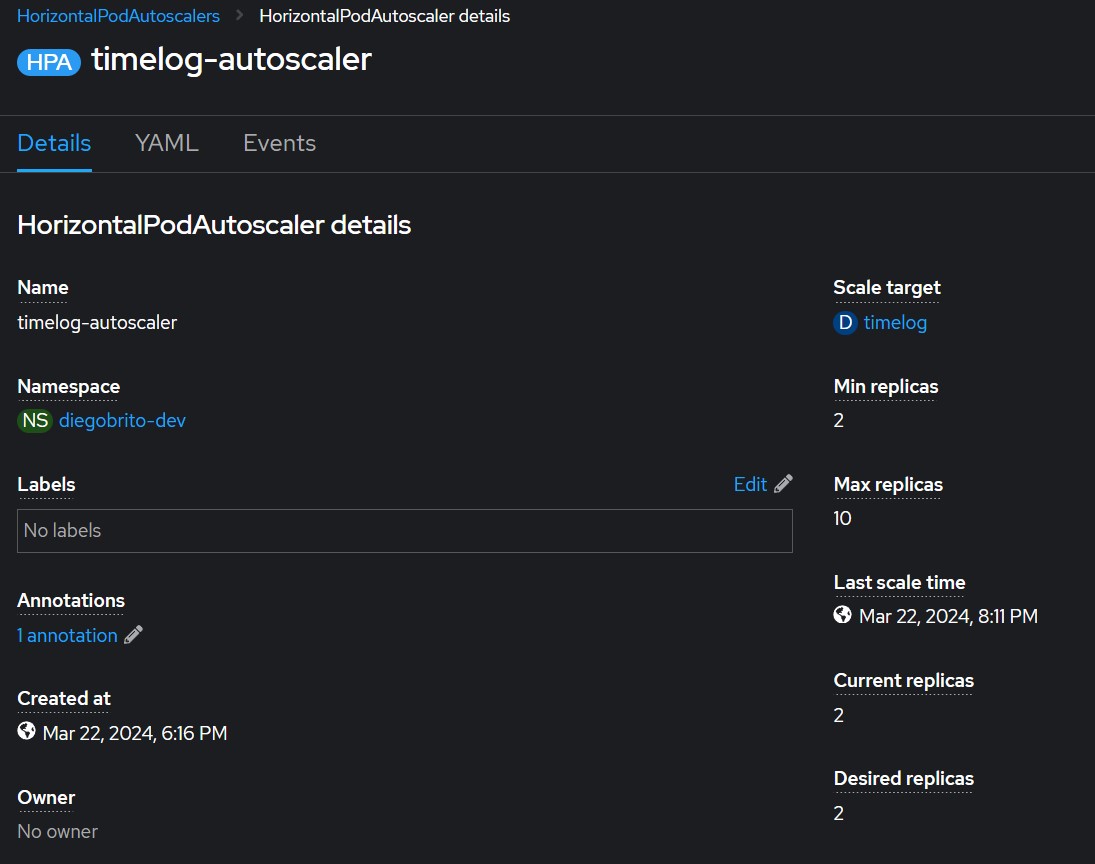 HorizontalPodAutoscalers > HorizontalPodAutoscaler details
HPA timelog-autoscaler
Details YAML Events
HorizontalPodAutoscaler details
Name
timelog-autoscaler
Namespace
NS diegobrito-dev
Labels Edit
No labels
Annotations
1 annotation
Created at
Mar 22, 2024, 6:16 PM
Owner
No owner
Scale target
D timelog
Min replicas
2
Max replicas
10
Last scale time
Mar 22, 2024, 8:11 PM
Current replicas
2
Desired replicas
2